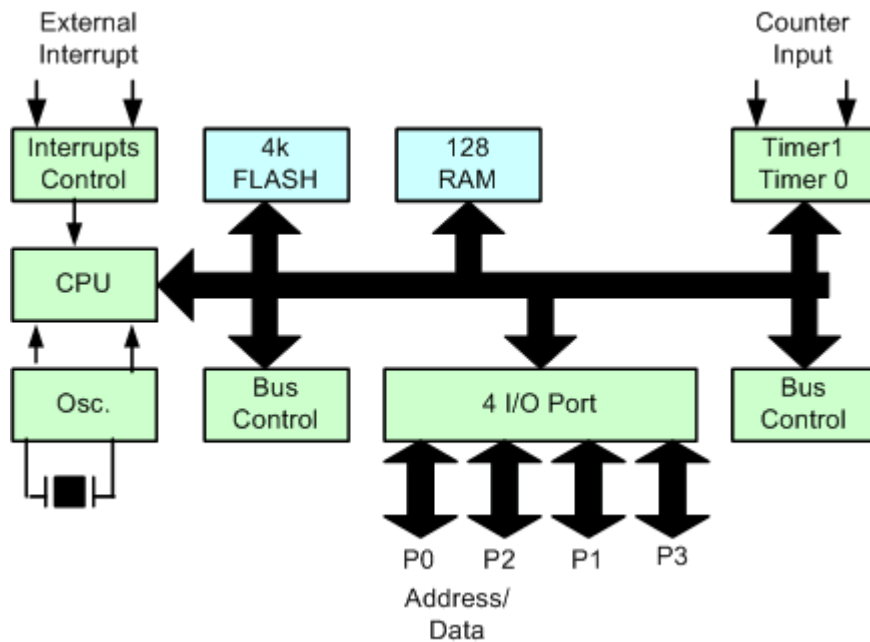 External
Interrupt
Counter
Input
Interrupts
Control
4k
FLASH
128
RAM
Timer1
Timer 0
CPU
Osc.
Bus
Control
4 I/O Port
Bus
Control
P0 P2 P1 P3
Address/
Data